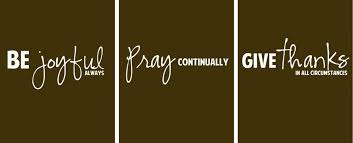 BE joyful
ALWAYS
Pray CONTINUALLY
GIVE thanks
IN ALL CIRCUMSTANCES